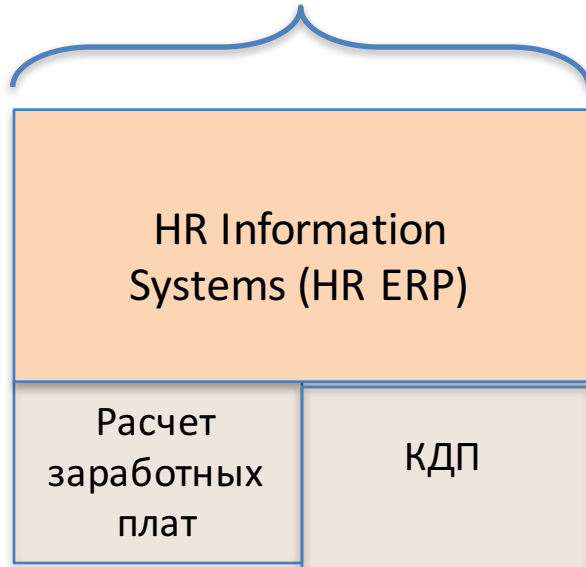 HR Information
Systems (HR ERP)
Расчет
заработных
плат
КДП